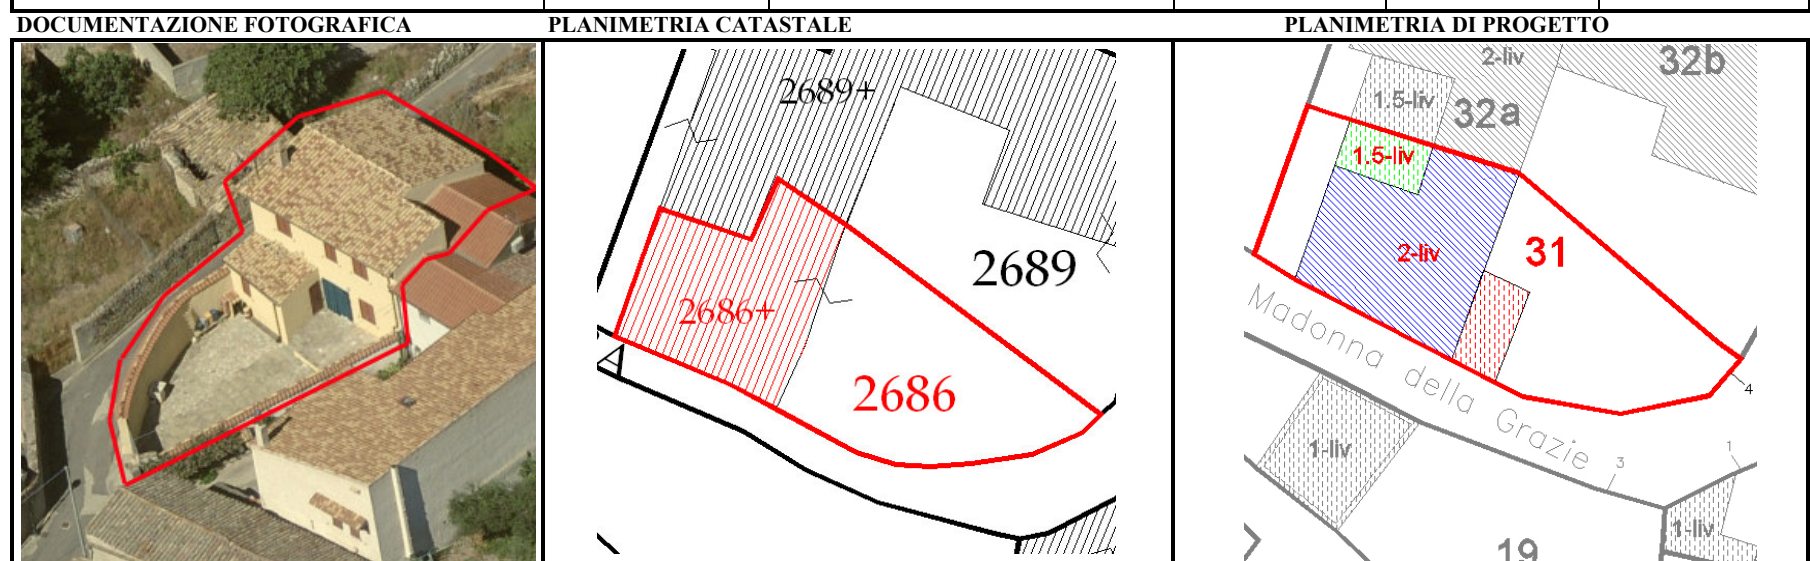 DOCUMENTAZIONE FOTOGRAFICA
PLANIMETRIA CATASTALE
PLANIMETRIA DI PROGETTO
2689+
2689
2686+
2686
2-liv
32b
1.5-liv
32a
1.5-liv
2-liv
31
4
Madonna della Grazie
1-liv
3
1
1-liv
19